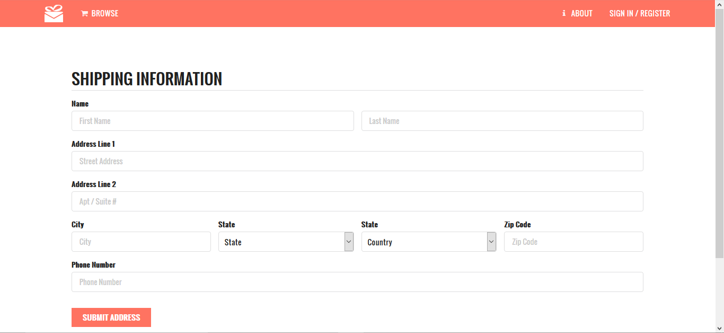 BROWSE
ABOUT
SIGN IN / REGISTER
SHIPPING INFORMATION
Name
First Name
Last Name
Address Line 1
Street Address
Address Line 2
Apt / Suite #
City
State
State
Zip Code
City
State
Country
Zip Code
Phone Number
Phone Number
SUBMIT ADDRESS